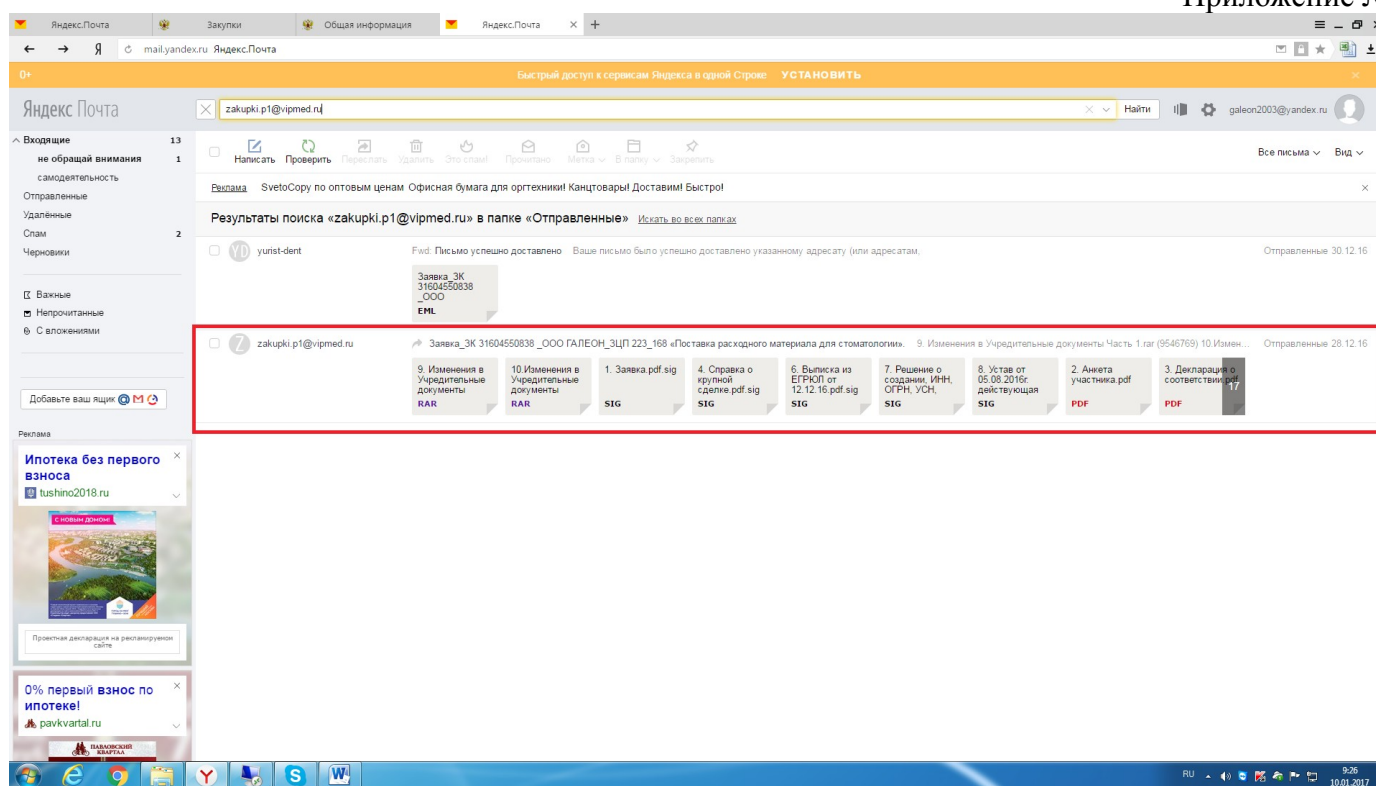 Приложение
Яндекс.Почта
Закупки
Общая информация
Яндекс.Почта
mail.yandex.ru Яндекс.Почта
0+
Быстрый доступ к сервисам Яндекса в одной Строке УСТАНОВИТЬ
Яндекс Почта
zakupki.p1@vipmed.ru
Найти
galeon2003@yandex.ru
Входящие 13
не обращай внимания 1
самодеятельность
Отправленные
Удалённые
Спам 2
Черновики
Важные
Непрочитанные
С вложениями
Добавьте ваш ящик
Написать Проверить Переслать Удалить Это спам! Прочитано Метка В папку Закрепить
Все письма Вид
Реклама SvetoCopy по оптовым ценам Офисная бумага для оргтехники! Канцтовары! Доставим! Быстро!
Результаты поиска «zakupki.p1@vipmed.ru» в папке «Отправленные» Искать во всех папках
yurist-dent
Fwd: Письмо успешно доставлено Ваше письмо было успешно доставлено указанному адресату (или адресатам,
Отправленные 30.12.16
Заявка_ЗК
31604550838
_ООО
EML
zakupki.p1@vipmed.ru
Заявка_ЗК 31604550838 _ООО ГАЛЕОН_ЗЦП 223_168 «Поставка расходного материала для стоматологии». 9. Изменения в Учредительные документы Часть 1.rar (9546769) 10.Измен...
Отправленные 28.12.16
9. Изменения в
Учредительные
документы
RAR
10.Изменения в
Учредительные
документы
RAR
1. Заявка.pdf.sig
SIG
4. Справка о
крупной
сделке.pdf.sig
SIG
6. Выписка из
ЕГРЮЛ от
12.12.16.pdf.sig
SIG
7. Решение о
создании, ИНН,
ОГРН, УСН,
SIG
8. Устав от
05.08.2016г.
действующая
SIG
2. Анкета
участника.pdf
PDF
3. Декларация о
соответствии.pdf
PDF
17
Реклама
Ипотека без первого
взноса
tushino2018.ru
С НОВЫМ ДОМОМ!
Проектная декларация на рекламируемом
сайте
0% первый взнос по
ипотеке!
pavkvartal.ru
ПАВЛОВСКИЙ
КВАРТАЛ
RU
9:26
10.01.2017